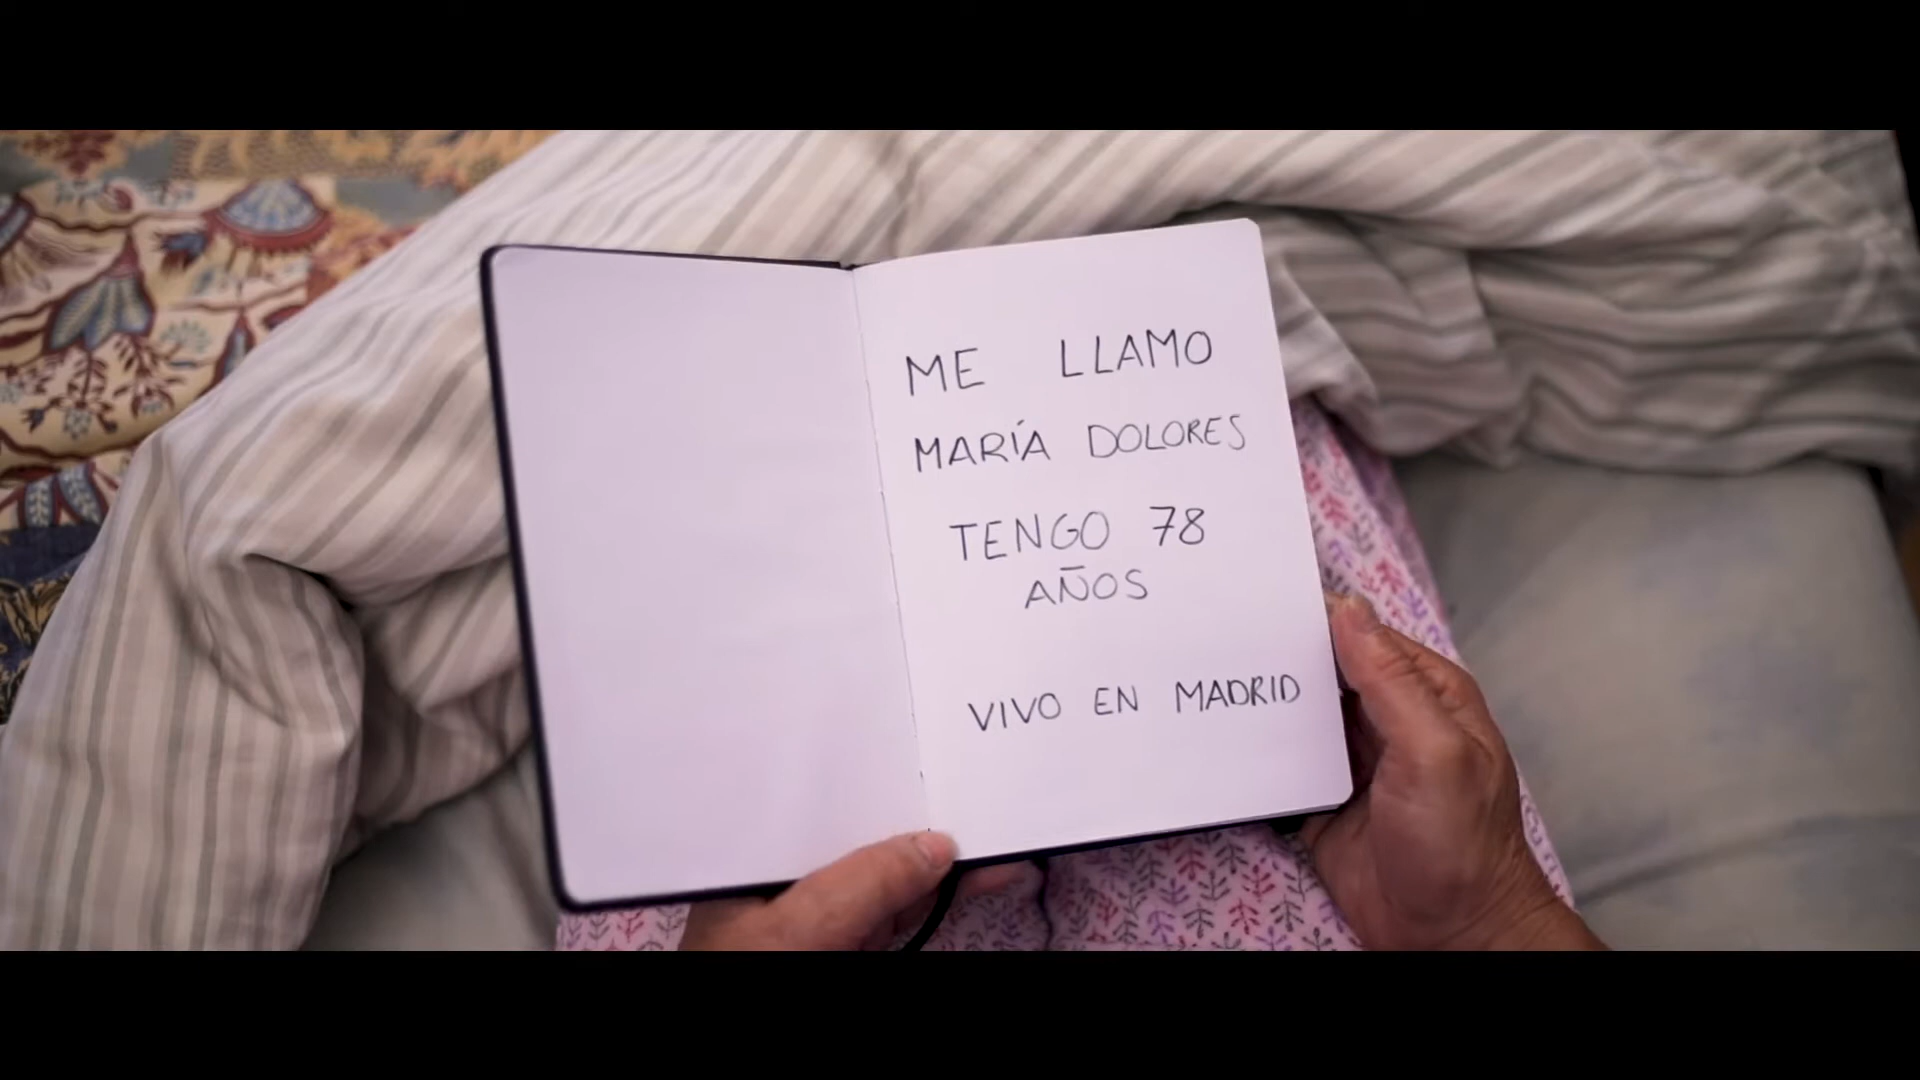 ME LLAMO
MARÍA DOLORES
TENGO 78
AÑOS
VIVO EN MADRID